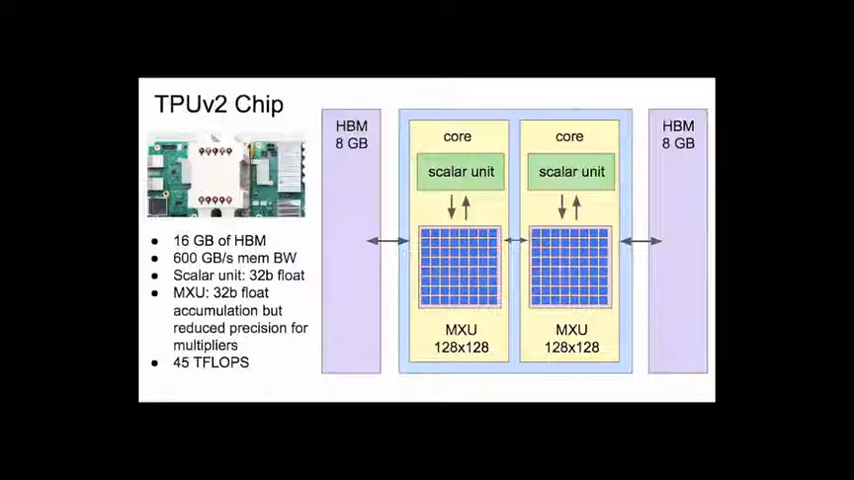 TPUv2 Chip
• 16 GB of HBM
• 600 GB/s mem BW
• Scalar unit: 32b float
• MXU: 32b float
accumulation but
reduced precision for
multipliers
• 45 TFLOPS
HBM
8 GB
core
scalar unit
MXU
128x128
core
scalar unit
MXU
128x128
HBM
8 GB